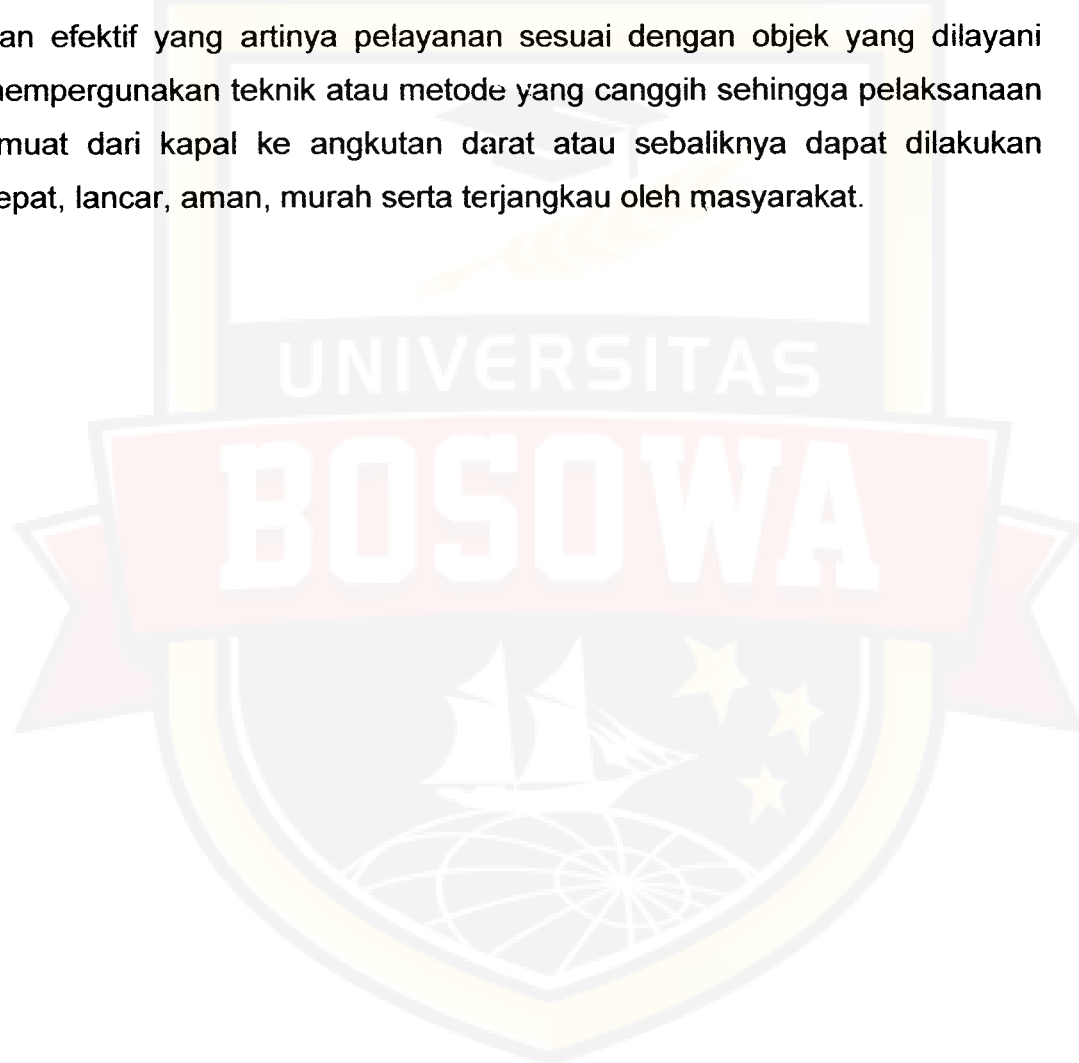 an efektif yang artinya pelayanan sesuai dengan objek yang dilayani
empergunakan teknik atau metode yang canggih sehingga pelaksanaan
muat dari kapal ke angkutan darat atau sebaliknya dapat dilakukan
epat, lancar, aman, murah serta terjangkau oleh masyarakat.
UNIVERSITAS
BOSOWA